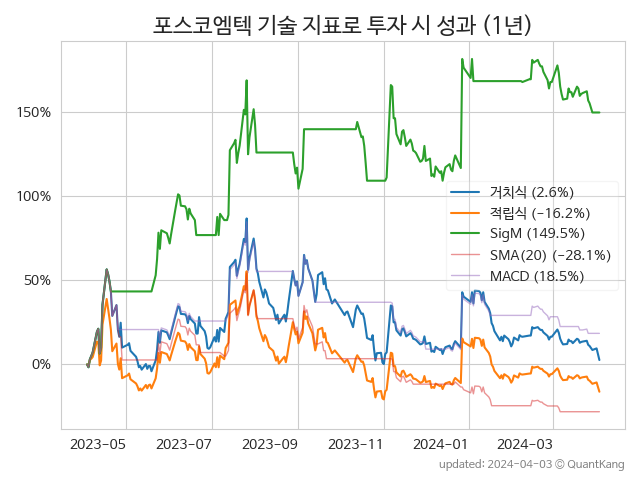 포스코엠텍 기술 지표로 투자 시 성과 (1년)
150%
100%
50%
0%
거치식 (2.6%)
적립식 (−16.2%)
SigM (149.5%)
SMA(20) (−28.1%)
MACD (18.5%)
2023-05
2023-07
2023-09
2023-11
2024-01
2024-03
updated: 2024-04-03 © QuantKang